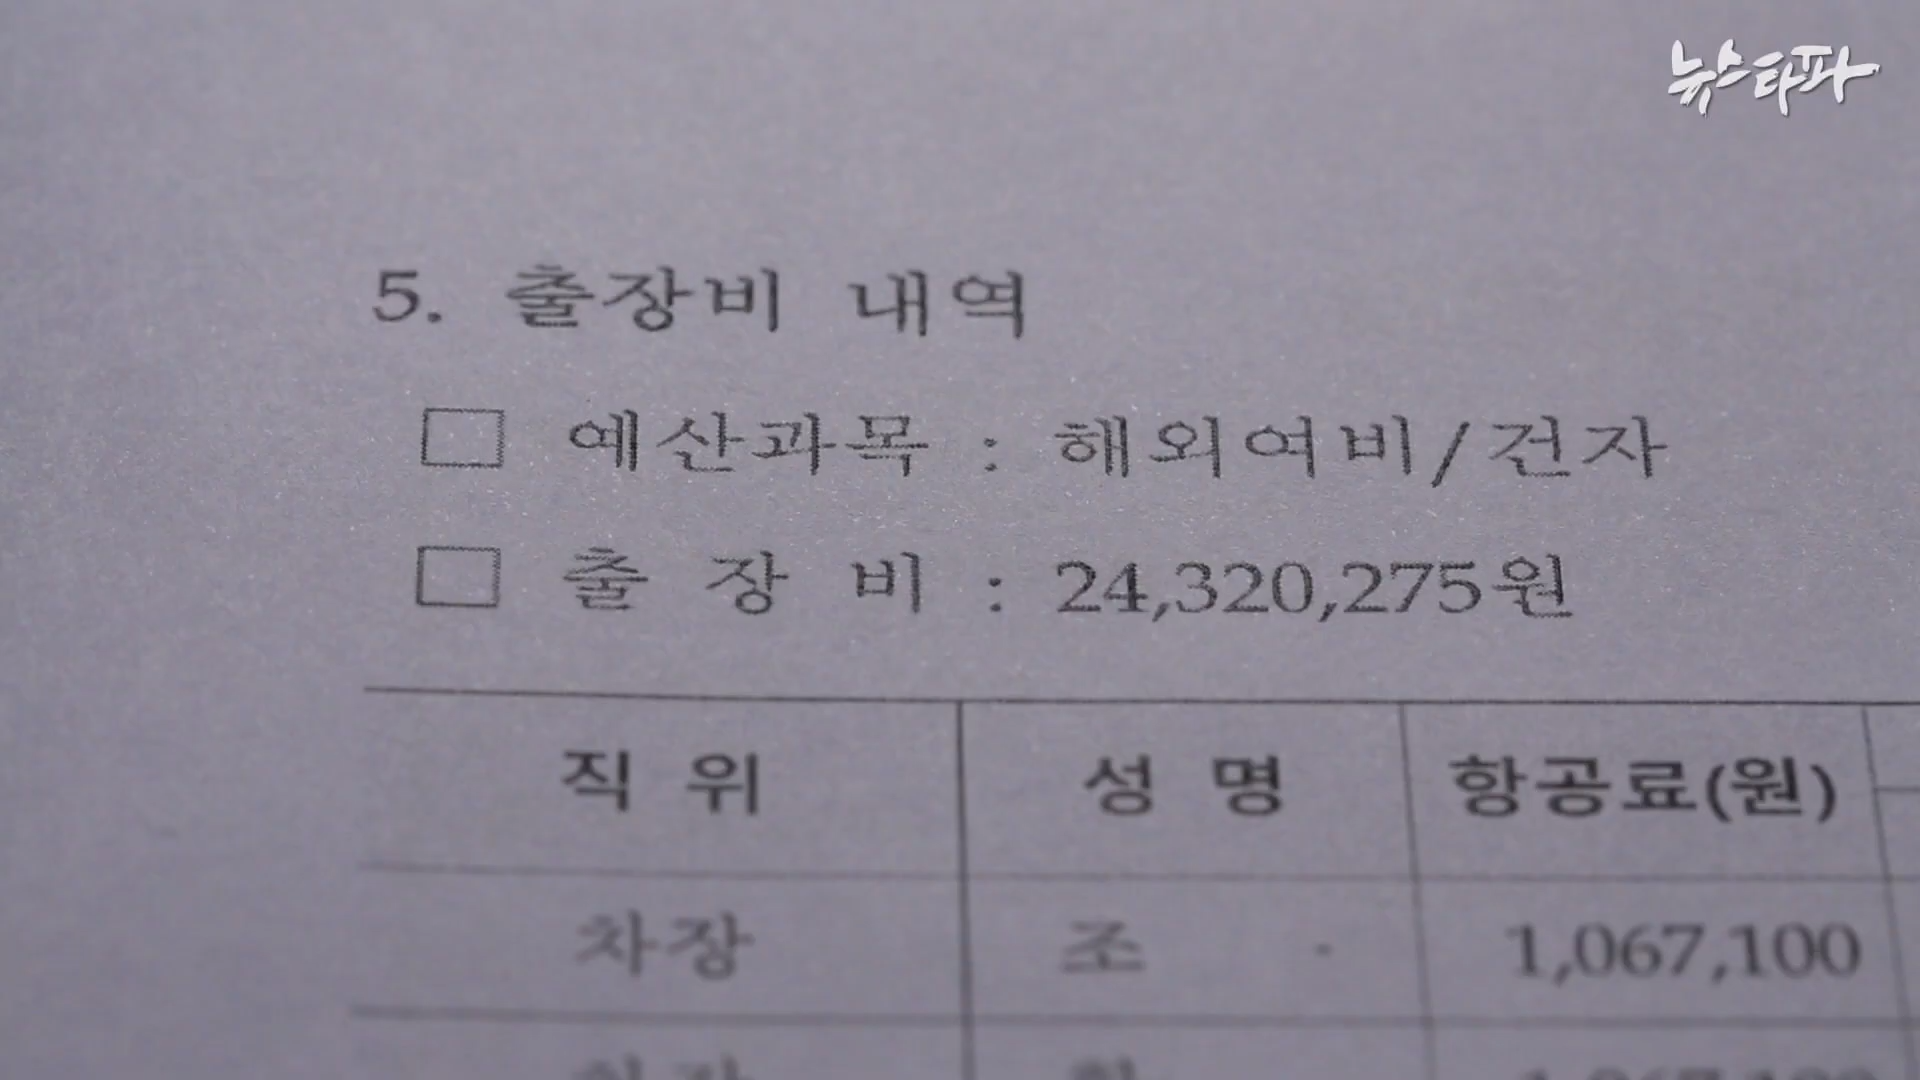 뉴스타파
5. 출장비 내역
□ 예산과목 : 해외여비/건자
□ 출 장 비 : 24,320,275원
직 위 성 명 항공료(원)
차장 조 1,067,100